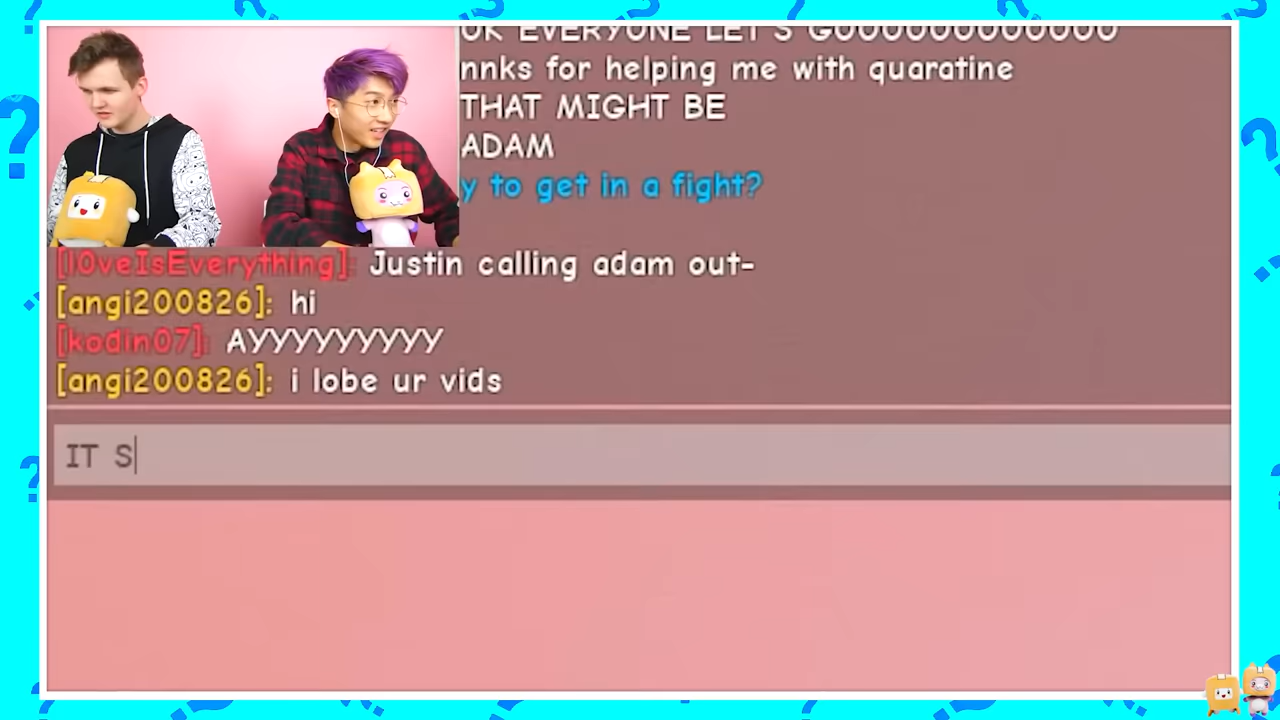 OK EVERYONE LET'S GOOOOOOOOOOOOO
nnks for helping me with quaratine
THAT MIGHT BE
ADAM
y to get in a fight?
[l0veIsEverything]: Justin calling adam out-
[angi200826]: hi
[kodin07]: AYYYYYYYYY
[angi200826]: i lobe ur vids
IT S